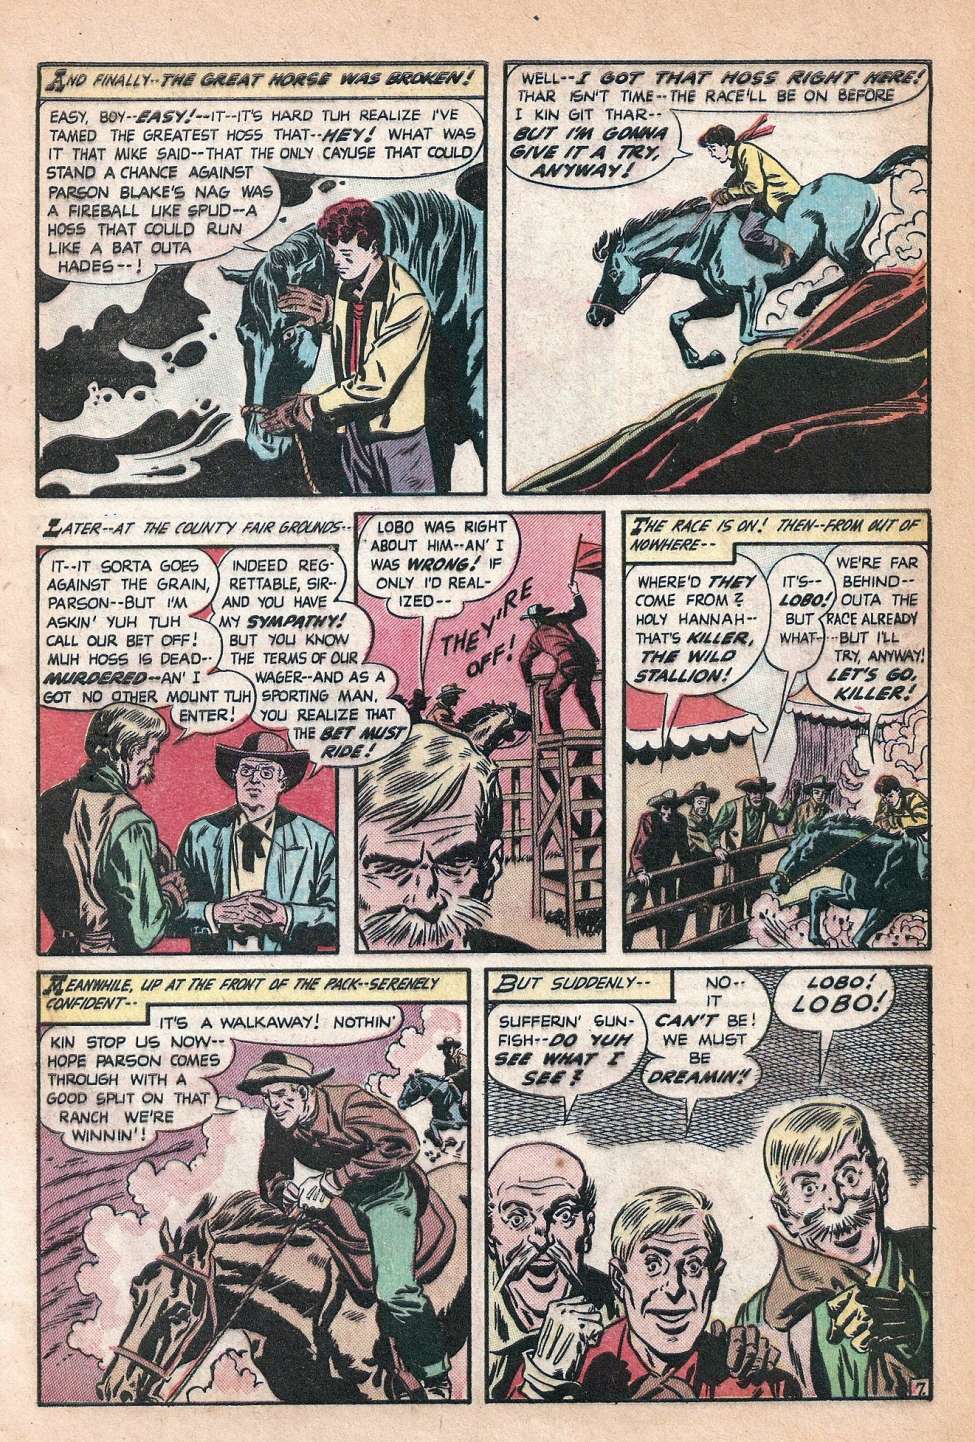 AND FINALLY--THE GREAT HORSE WAS BROKEN!
EASY, BOY--EASY!--IT--IT'S HARD TUH REALIZE I'VE
TAMED THE GREATEST HOSS THAT--HEY! WHAT WAS
IT THAT MIKE SAID--THAT THE ONLY CAYUSE THAT COULD
STAND A CHANCE AGAINST
PARSON BLAKE'S NAG WAS
A FIREBALL LIKE SPUD--A
HOSS THAT COULD RUN
LIKE A BAT OUTA
HADES--!
WELL--I GOT THAT HOSS RIGHT HERE!
THAR ISN'T TIME--THE RACE'LL BE ON BEFORE
I KIN GIT THAR--
BUT I'M GONNA
GIVE IT A TRY,
ANYWAY!
LATER--AT THE COUNTY FAIR GROUNDS--
IT--IT SORTA GOES
AGAINST THE GRAIN,
PARSON--BUT I'M
ASKIN' YUH TUH
CALL OUR BET OFF!
MUH HOSS IS DEAD--
MURDERED--AN' I
GOT NO OTHER MOUNT TUH
ENTER!
INDEED REG-
RETTABLE, SIR--
AND YOU HAVE
MY SYMPATHY!
BUT YOU KNOW
THE TERMS OF OUR
WAGER--AND AS A
SPORTING MAN,
YOU REALIZE THAT
THE BET MUST
RIDE!
LOBO WAS RIGHT
ABOUT HIM--AN' I
WAS WRONG! IF
ONLY I'D REAL-
IZED--
THEY'RE
OFF!
THE RACE IS ON! THEN--FROM OUT OF
NOWHERE--
WHERE'D THEY
COME FROM?
HOLY HANNAH--
THAT'S KILLER,
THE WILD
STALLION!
IT'S--
LOBO!
BUT
WHAT--
WE'RE FAR
BEHIND--
OUTA THE
RACE ALREADY
--BUT I'LL
TRY, ANYWAY!
LET'S GO,
KILLER!
MEANWHILE, UP AT THE FRONT OF THE PACK--SERENELY
CONFIDENT--
IT'S A WALKAWAY! NOTHIN'
KIN STOP US NOW--
HOPE PARSON COMES
THROUGH WITH A
GOOD SPLIT ON THAT
RANCH WE'RE
WINNIN'!
BUT SUDDENLY--
SUFFERIN' SUN-
FISH--DO YUH
SEE WHAT I
SEE?
NO--
IT
CAN'T BE!
WE MUST
BE
DREAMIN'!
LOBO!
LOBO!
7